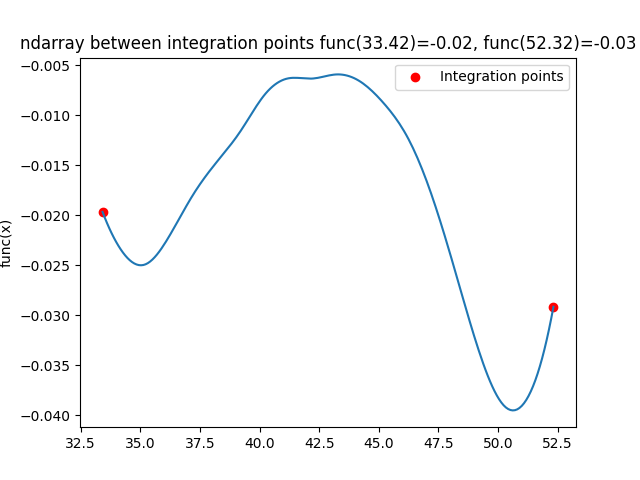 ndarray between integration points func(33.42)=-0.02, func(52.32)=-0.03
Integration points
func(x)
−0.005
−0.010
−0.015
−0.020
−0.025
−0.030
−0.035
−0.040
32.5 35.0 37.5 40.0 42.5 45.0 47.5 50.0 52.5